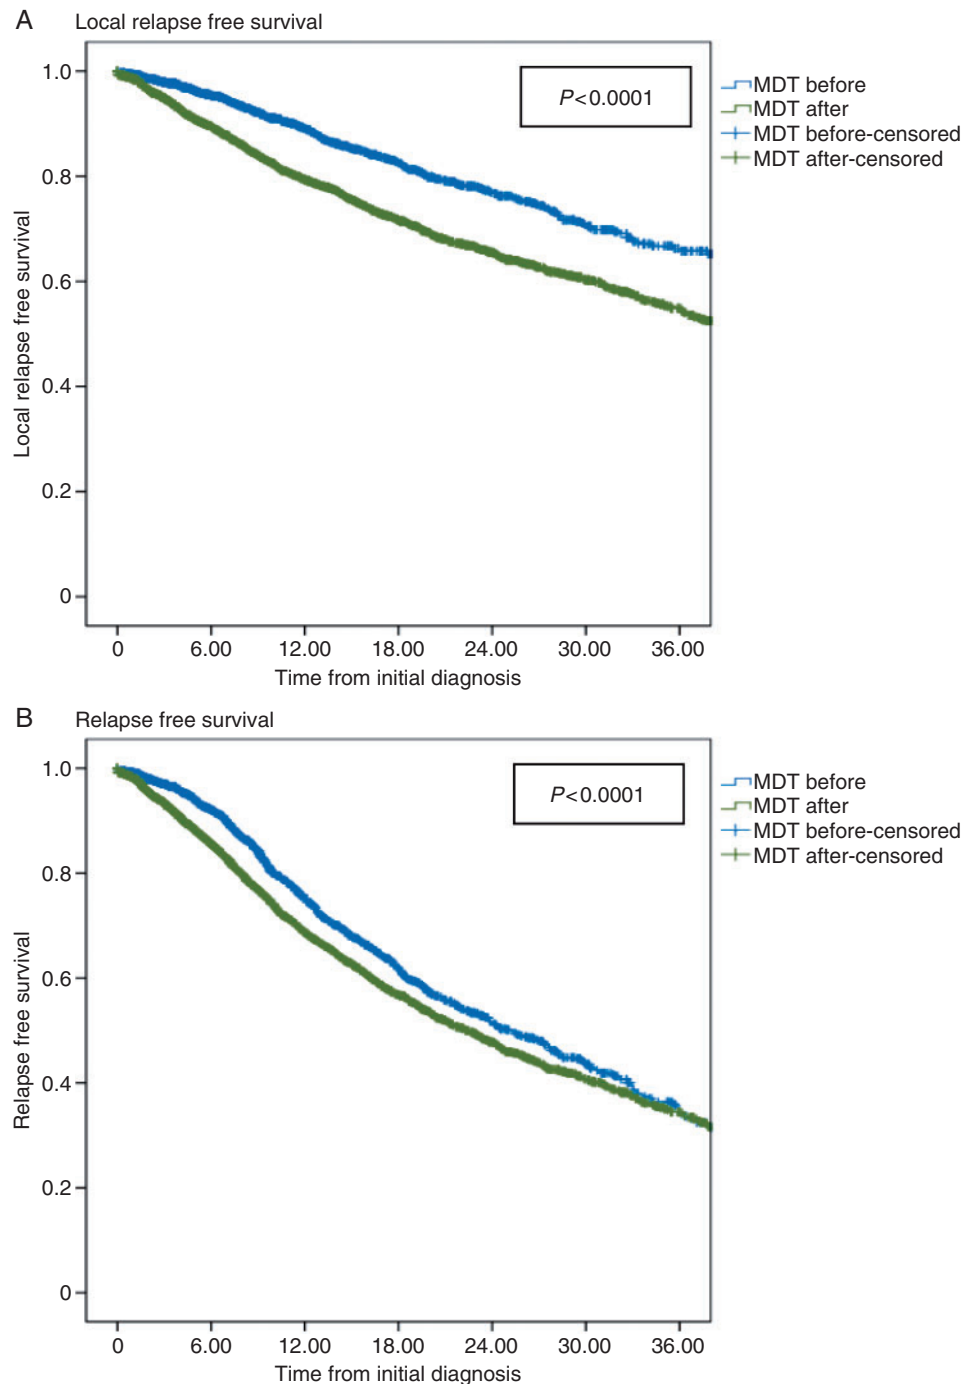 A Local relapse free survival
P<0.0001
MDT before
MDT after
MDT before-censored
MDT after-censored
Local relapse free survival
1.0
0.8
0.6
0.4
0.2
0
0 6.00 12.00 18.00 24.00 30.00 36.00
Time from initial diagnosis
B Relapse free survival
P<0.0001
MDT before
MDT after
MDT before-censored
MDT after-censored
Relapse free survival
1.0
0.8
0.6
0.4
0.2
0
0 6.00 12.00 18.00 24.00 30.00 36.00
Time from initial diagnosis